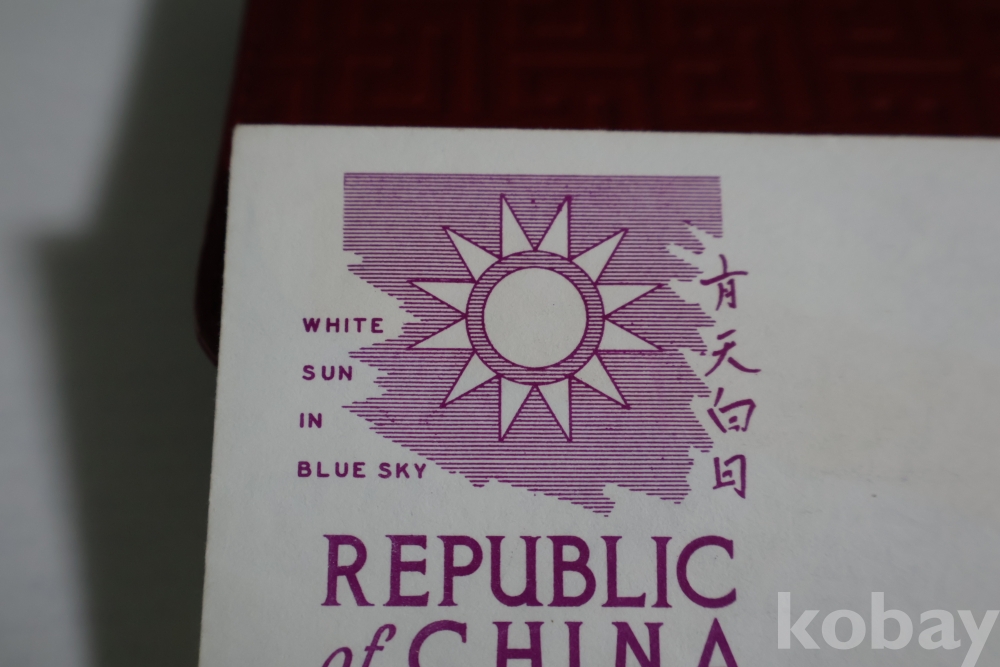 WHITE
SUN
IN
BLUE SKY
青天白日
REPUBLIC
of CHINA
kobay